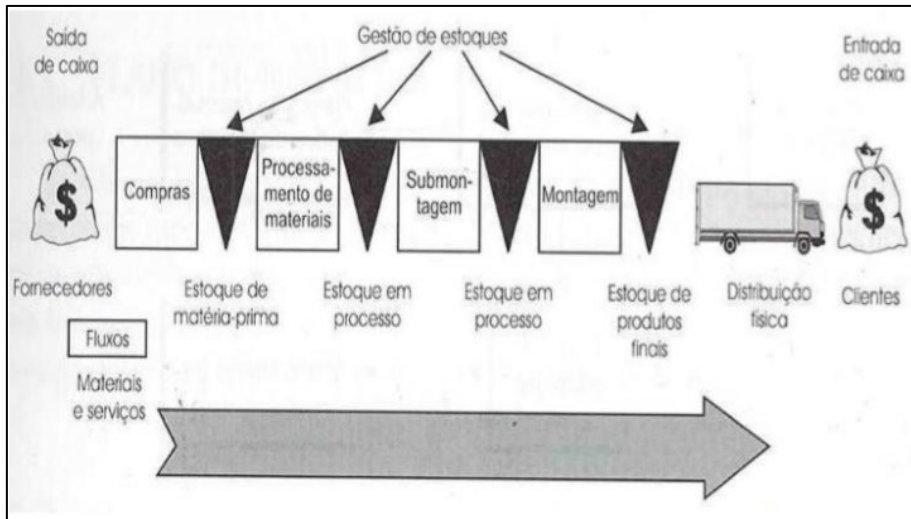 Saída
de caixa
Gestão de estoques
Entrada
de caixa
$
Compras
Processa-
mento de
materiais
Submon-
tagem
Montagem
$
Fornecedores
Estoque de
matéria-prima
Estoque em
processo
Estoque em
processo
Estoque de
produtos
finais
Distribuição
física
Clientes
Fluxos
Materiais
e serviços